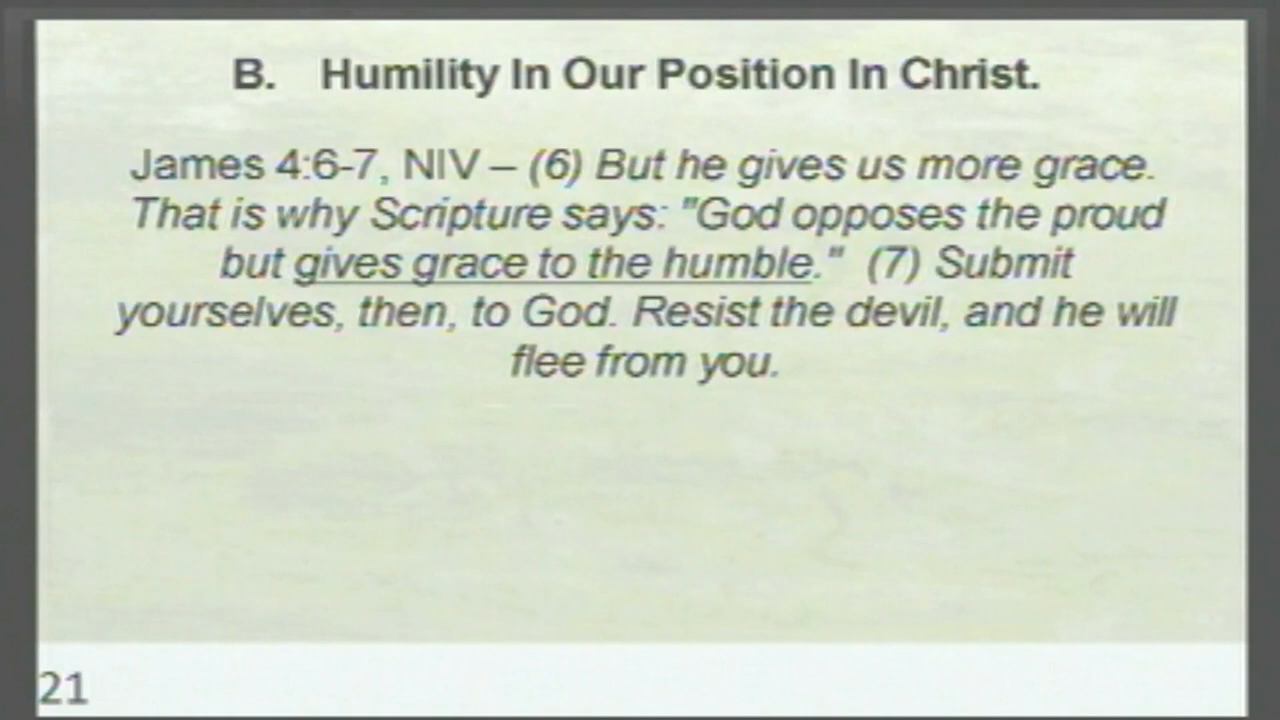 B. Humility In Our Position In Christ.
James 4:6-7, NIV – (6) But he gives us more grace.
That is why Scripture says: "God opposes the proud
but gives grace to the humble." (7) Submit
yourselves, then, to God. Resist the devil, and he will
flee from you.
21